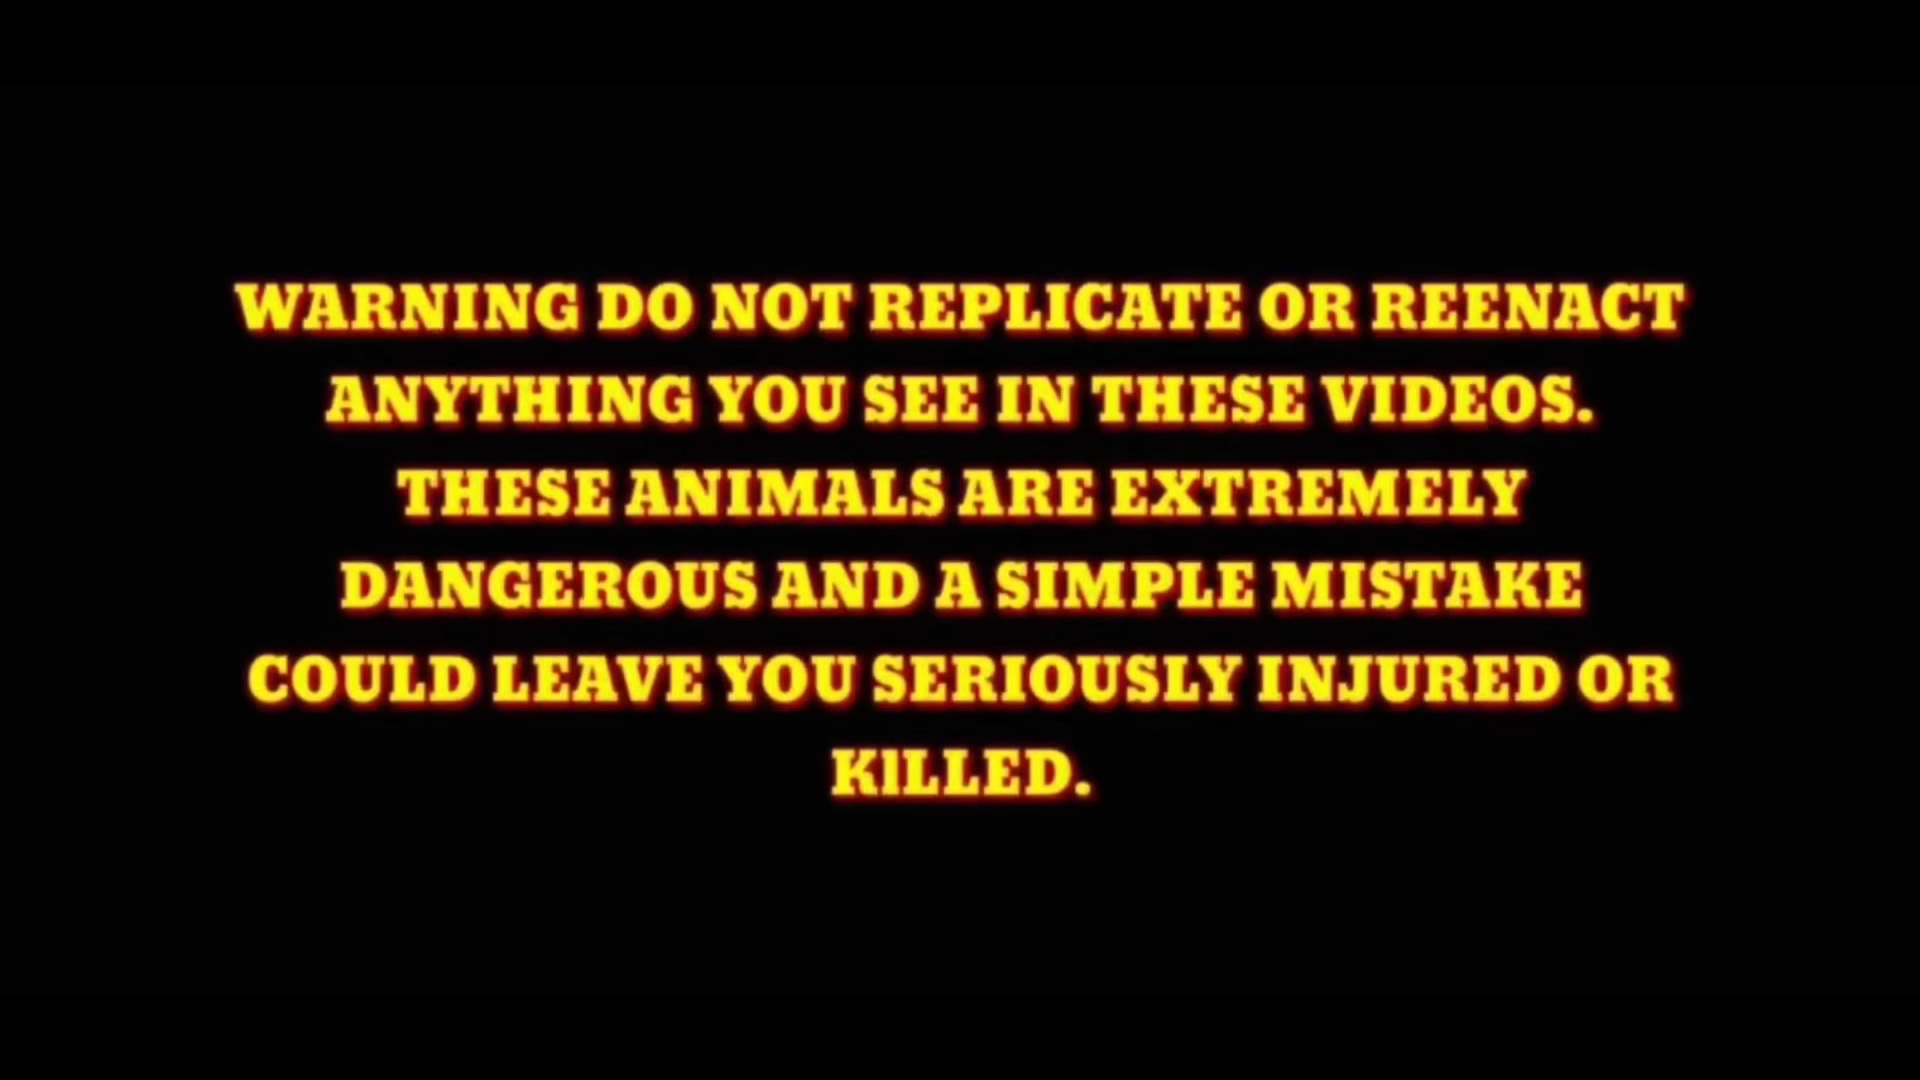 WARNING DO NOT REPLICATE OR REENACT
ANYTHING YOU SEE IN THESE VIDEOS.
THESE ANIMALS ARE EXTREMELY
DANGEROUS AND A SIMPLE MISTAKE
COULD LEAVE YOU SERIOUSLY INJURED OR
KILLED.